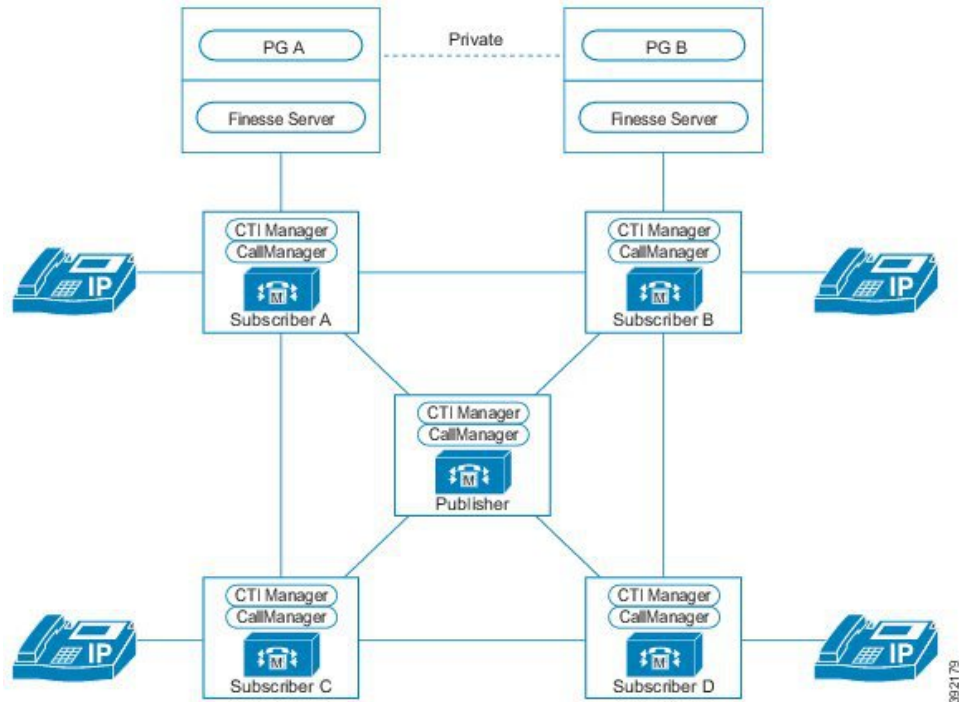 PG A
Private
PG B
Finesse Server
Finesse Server
CTI Manager
CallManager
M
Subscriber A
CTI Manager
CallManager
M
Subscriber B
IP
IP
CTI Manager
CallManager
M
Publisher
CTI Manager
CallManager
M
Subscriber C
CTI Manager
CallManager
M
Subscriber D
IP
IP
392179